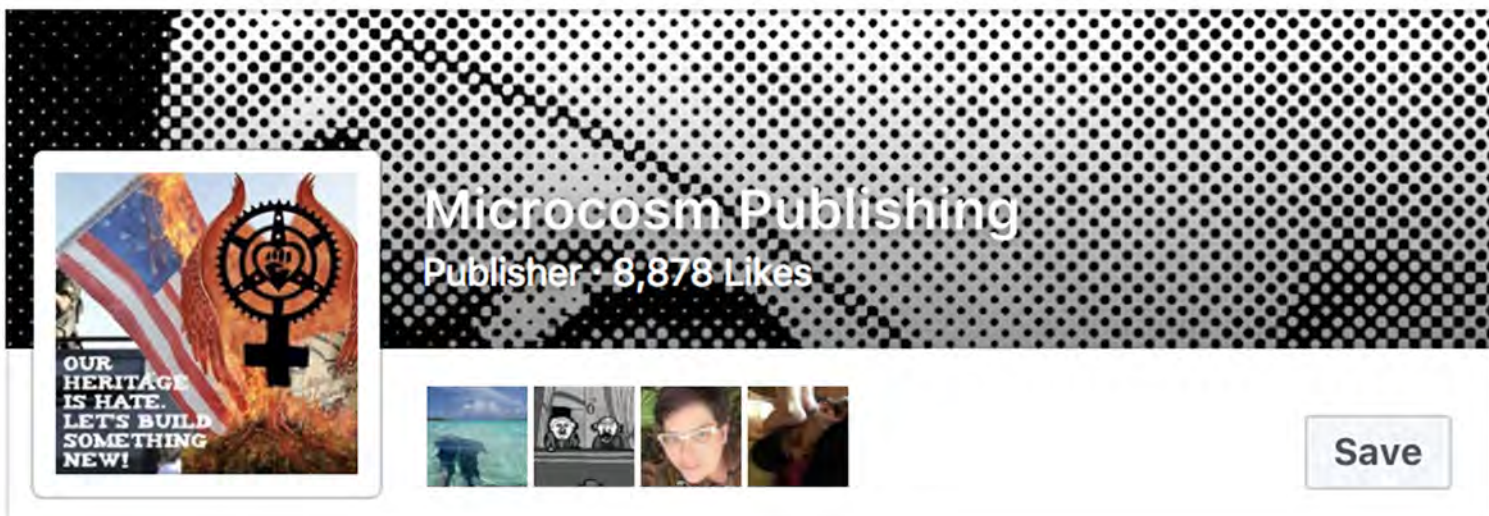 Microcosm Publishing
Publisher · 8,878 Likes
OUR
HERITAGE
IS HATE.
LET'S BUILD
SOMETHING
NEW!
Save